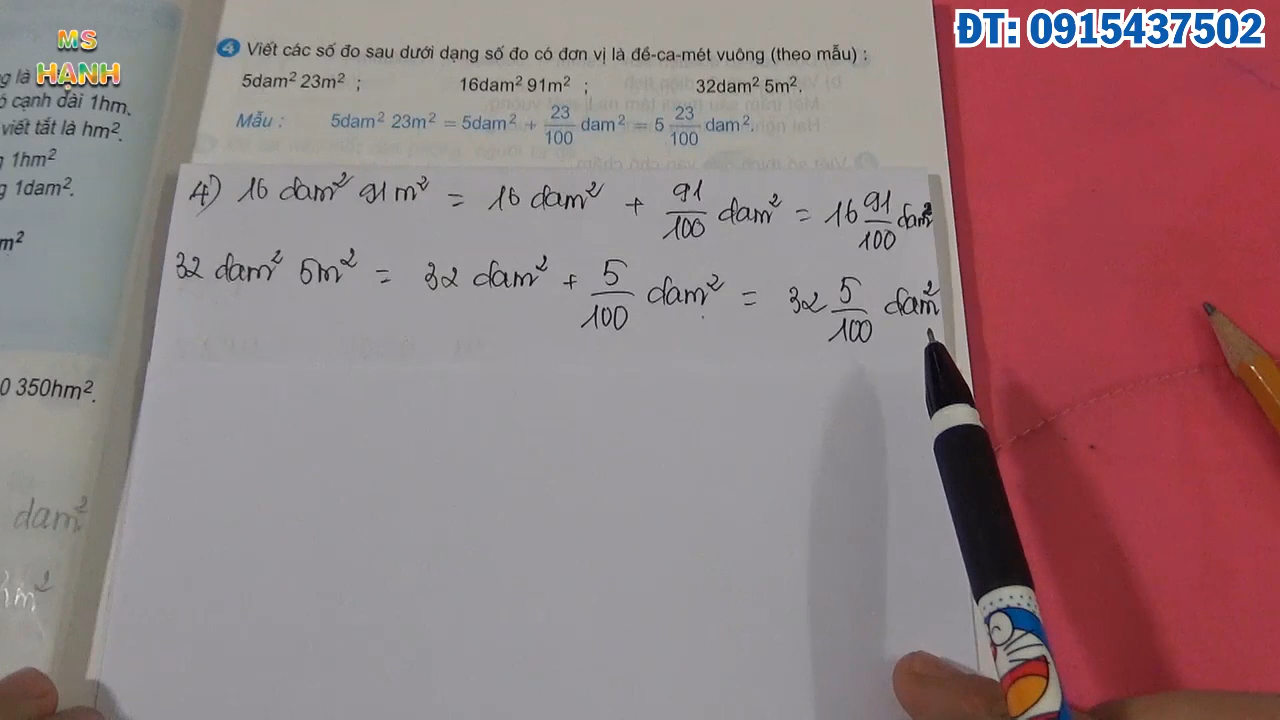 MS
HẠNH
ĐT: 0915437502
g là
cạnh dài 1hm.
viết tắt là hm².
1hm²
g 1dam².
m²
0 350hm².
dam²
m²
4 Viết các số đo sau dưới dạng số đo có đơn vị là đề-ca-mét vuông (theo mẫu) :
5dam² 23m² ; 16dam² 91m² ; 32dam² 5m².
Mẫu : 5dam² 23m² = 5dam² + 23/100 dam² = 5 23/100 dam².
4) 16 dam² 91m² = 16 dam² + 91/100 dam² = 16 91/100 dam²
32 dam² 5m² = 32 dam² + 5/100 dam² = 32 5/100 dam²